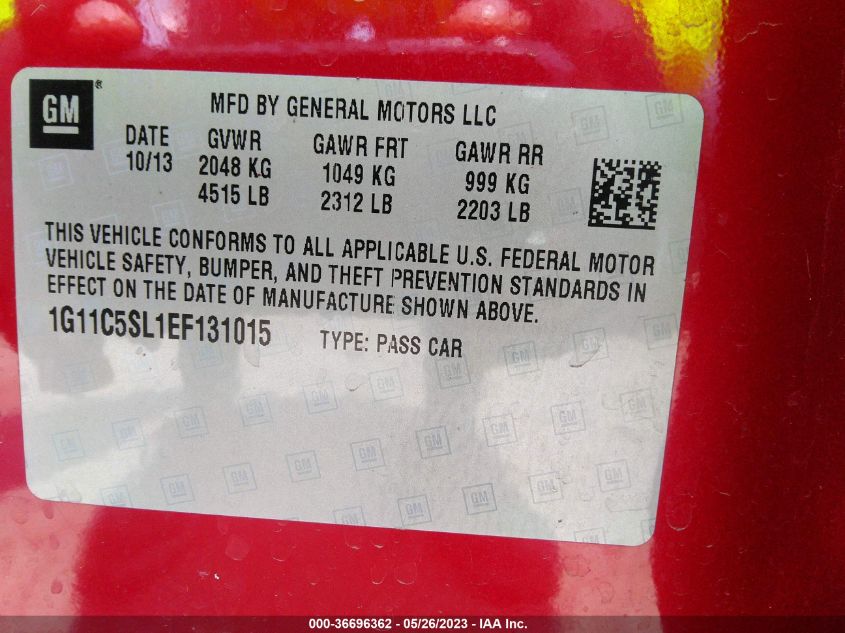 GM ®
MFD BY GENERAL MOTORS LLC
DATE GVWR GAWR FRT GAWR RR
10/13 2048 KG 1049 KG 999 KG
4515 LB 2312 LB 2203 LB
THIS VEHICLE CONFORMS TO ALL APPLICABLE U.S. FEDERAL MOTOR
VEHICLE SAFETY, BUMPER, AND THEFT PREVENTION STANDARDS IN
EFFECT ON THE DATE OF MANUFACTURE SHOWN ABOVE.
1G11C5SL1EF131015 TYPE: PASS CAR
000-36696362 - 05/26/2023 - IAA Inc.